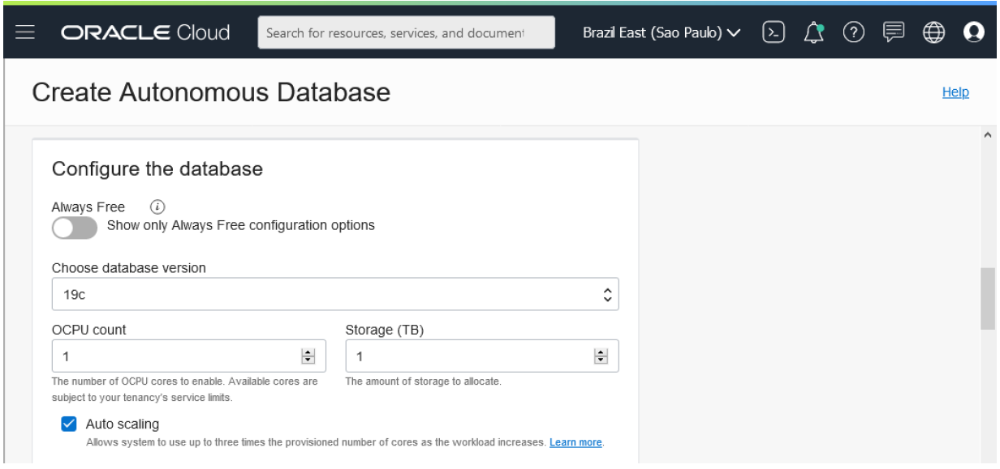 ORACLE Cloud
Search for resources, services, and document
Brazil East (Sao Paulo)
Create Autonomous Database
Help
Configure the database
Always Free
Show only Always Free configuration options
Choose database version
19c
OCPU count
Storage (TB)
1
1
The number of OCPU cores to enable. Available cores are
subject to your tenancy's service limits.
The amount of storage to allocate.
Auto scaling
Allows system to use up to three times the provisioned number of cores as the workload increases. Learn more.